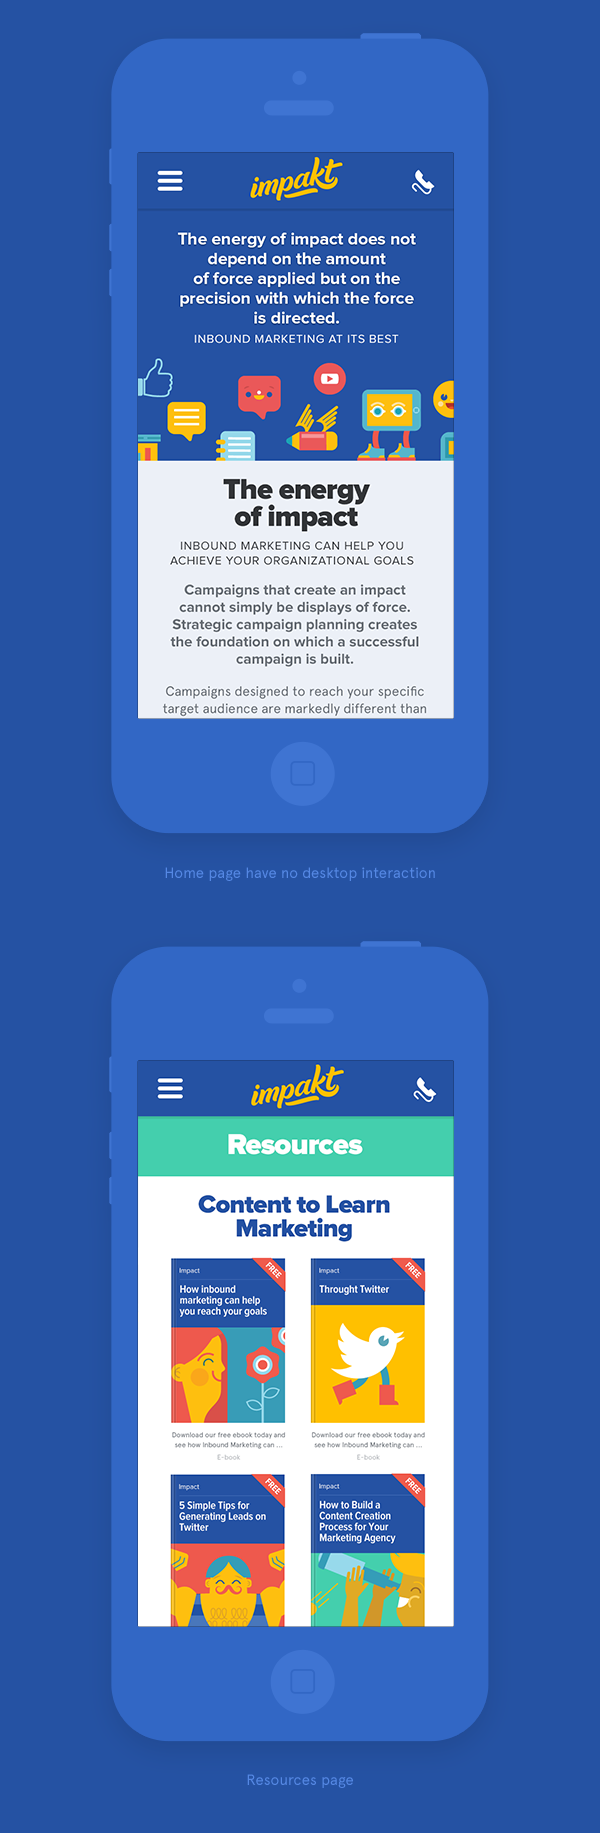 impakt
The energy of impact does not
depend on the amount
of force applied but on the
precision with which the force
is directed.
INBOUND MARKETING AT ITS BEST
The energy
of impact
INBOUND MARKETING CAN HELP YOU
ACHIEVE YOUR ORGANIZATIONAL GOALS
Campaigns that create an impact
cannot simply be displays of force.
Strategic campaign planning creates
the foundation on which a successful
campaign is built.
Campaigns designed to reach your specific
target audience are markedly different than
Home page have no desktop interaction
impakt
Resources
Content to Learn
Marketing
Impact
FREE
How inbound
marketing can help
you reach your goals
Download our free ebook today and
see how Inbound Marketing can ...
E-book
Impact
FREE
Throught Twitter
Download our free ebook today and
see how Inbound Marketing can ...
E-book
Impact
FREE
5 Simple Tips for
Generating Leads on
Twitter
Impact
FREE
How to Build a
Content Creation
Process for Your
Marketing Agency
Resources page